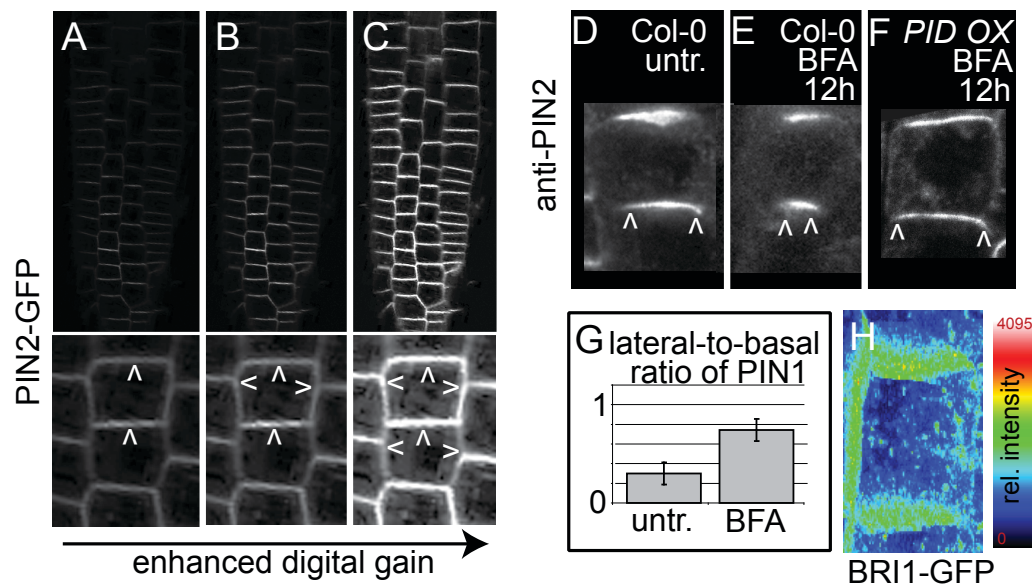 A
B
C
PIN2-GFP
enhanced digital gain
D
Col-0
untr.
E
Col-0
BFA
12h
F
PID OX
BFA
12h
anti-PIN2
G
lateral-to-basal
ratio of PIN1
1
0
untr.
BFA
H
4095
rel. intensity
0
BRI1-GFP